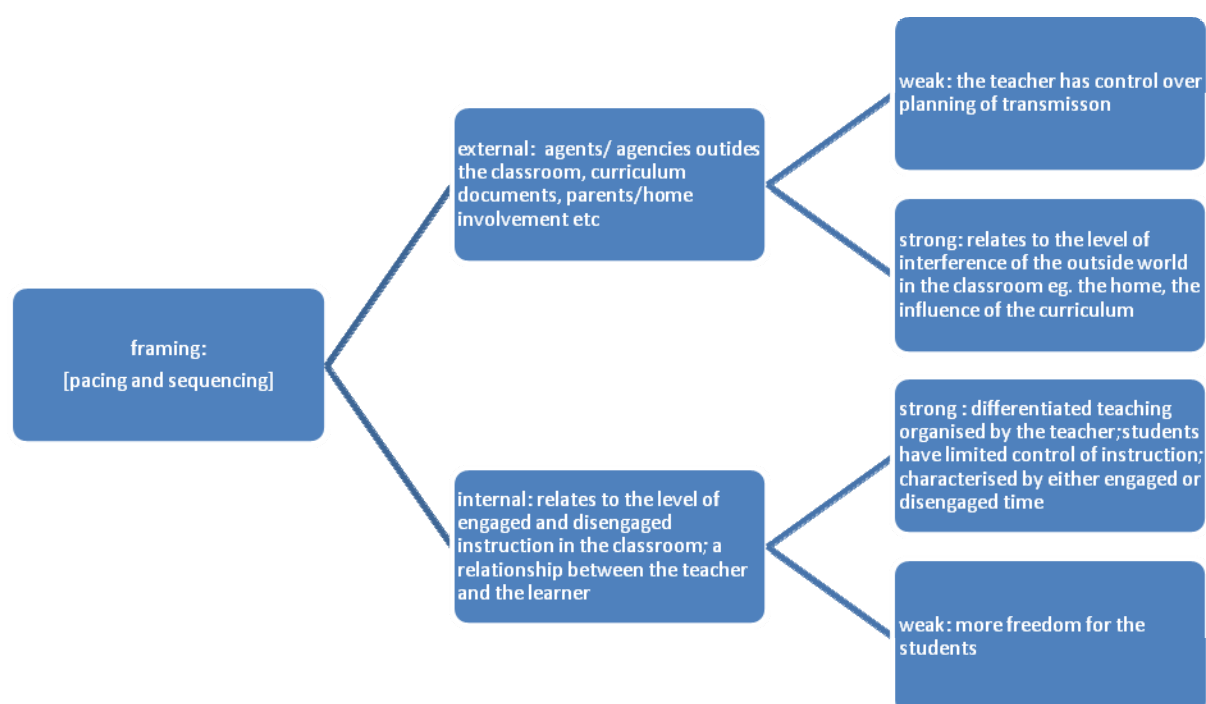 framing:
[pacing and sequencing]
external:  agents/ agencies outides
the classroom, curriculum
documents, parents/home
involvement etc
weak: the teacher has control over
planning of transmisson
strong: relates to the level of
interference of the outside world
in the classroom eg. the home, the
influence of the curriculum
internal: relates to the level of
engaged and disengaged
instruction in the classroom; a
relationship between the teacher
and the learner
strong : differentiated teaching
organised by the teacher;students
have limited control of instruction;
characterised by either engaged or
disengaged time
weak: more freedom for the
students